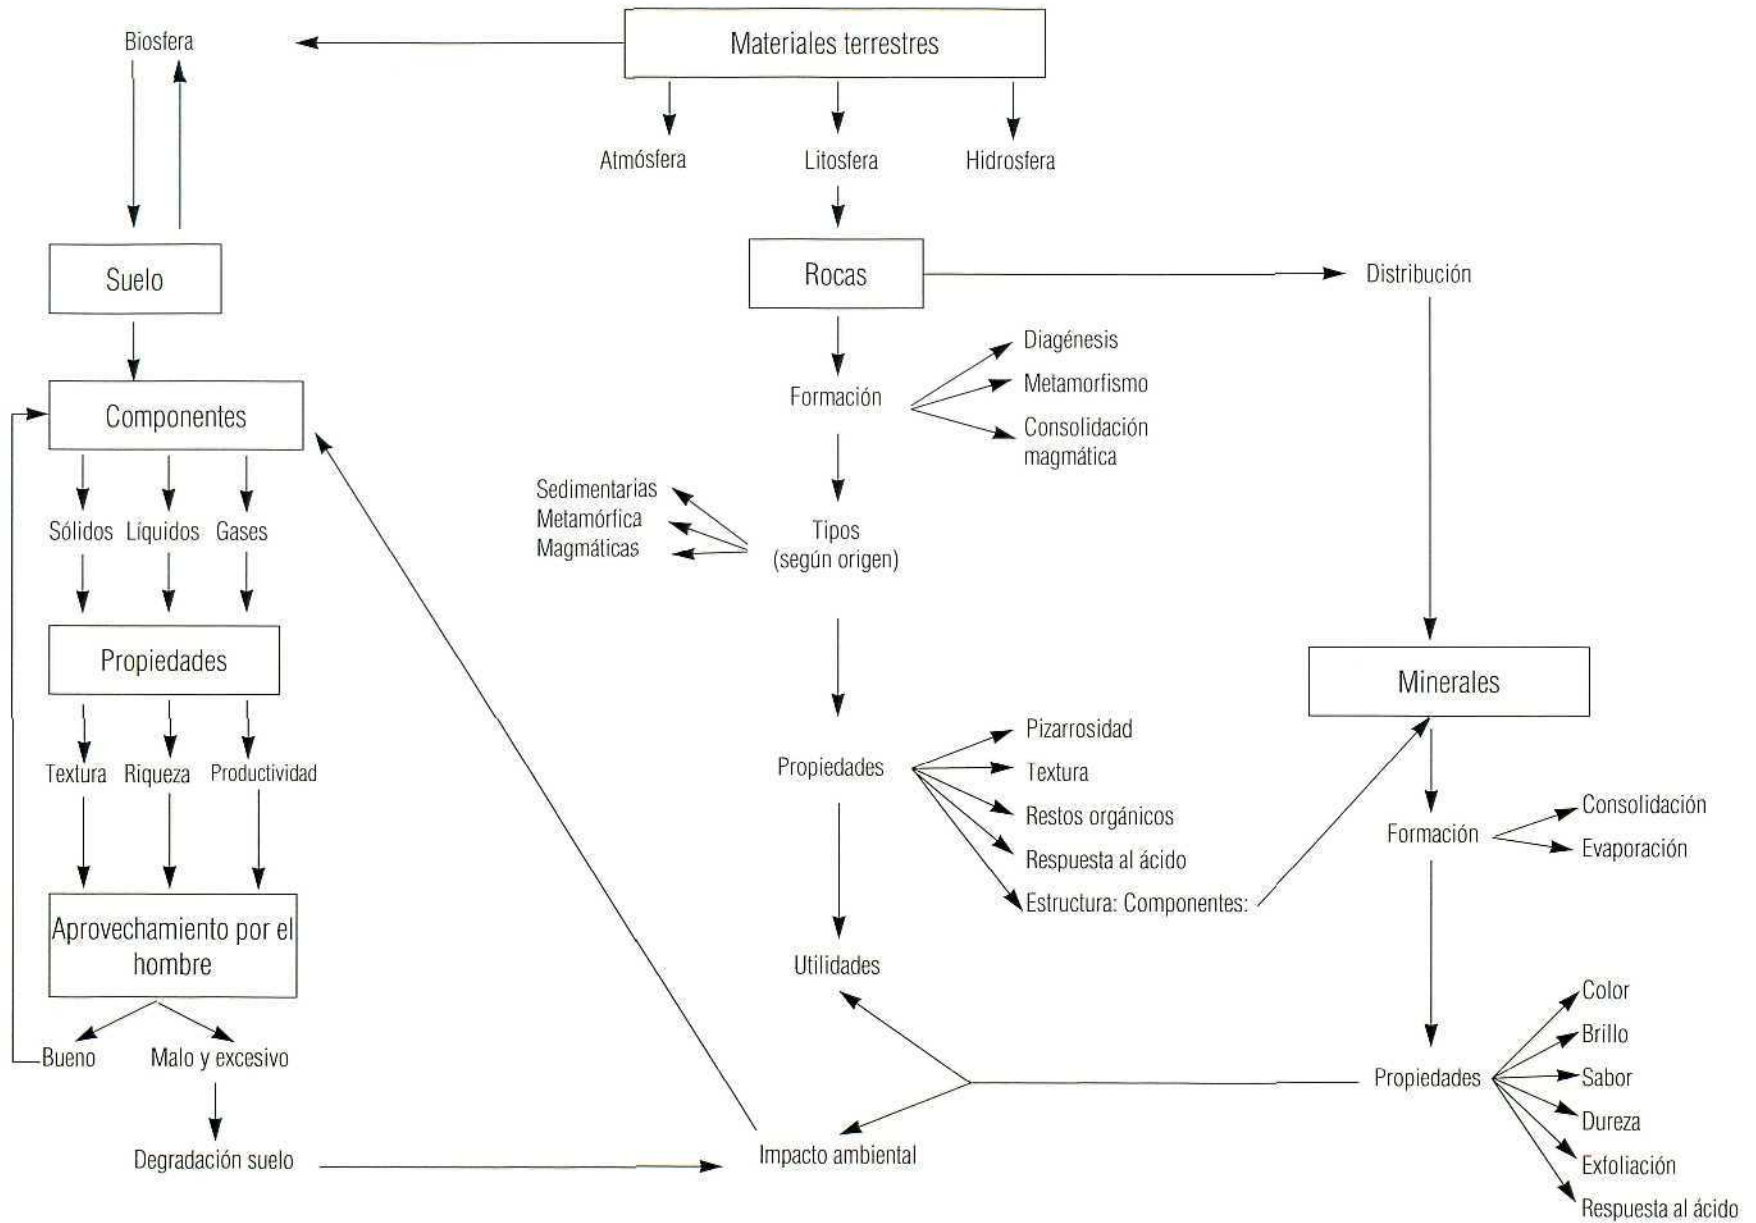 Materiales terrestres
Biosfera
Atmósfera
Litosfera
Hidrosfera
Suelo
Componentes
Sólidos
Líquidos
Gases
Propiedades
Textura
Riqueza
Productividad
Aprovechamiento por el
hombre
Bueno
Malo y excesivo
Degradación suelo
Rocas
Formación
Diagénesis
Metamorfismo
Consolidación
magmática
Sedimentarias
Metamórfica
Magmáticas
Tipos
(según origen)
Propiedades
Pizarrosidad
Textura
Restos orgánicos
Respuesta al ácido
Estructura: Componentes:
Utilidades
Impacto ambiental
Distribución
Minerales
Formación
Consolidación
Evaporación
Propiedades
Color
Brillo
Sabor
Dureza
Exfoliación
Respuesta al ácido